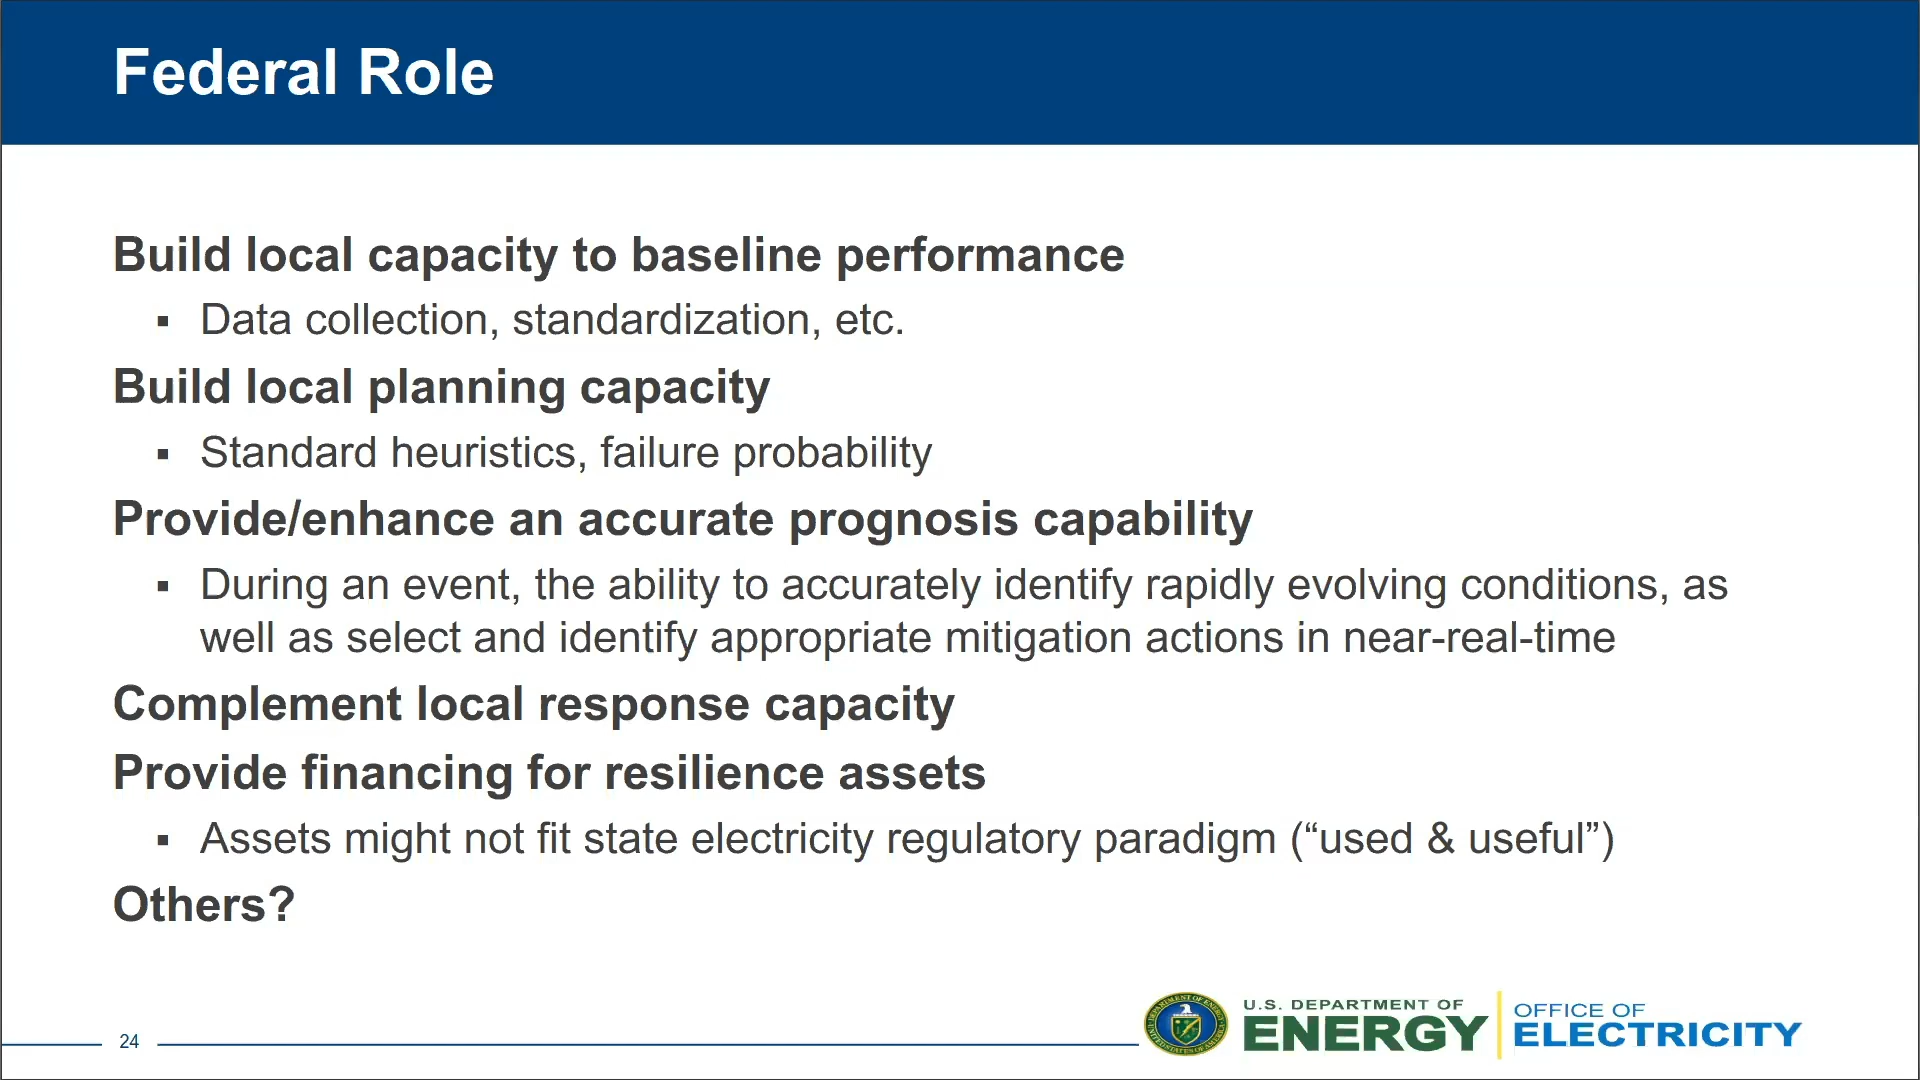 Federal Role
Build local capacity to baseline performance
▪ Data collection, standardization, etc.
Build local planning capacity
▪ Standard heuristics, failure probability
Provide/enhance an accurate prognosis capability
▪ During an event, the ability to accurately identify rapidly evolving conditions, as
well as select and identify appropriate mitigation actions in near-real-time
Complement local response capacity
Provide financing for resilience assets
▪ Assets might not fit state electricity regulatory paradigm (“used & useful”)
Others?
24
U.S. DEPARTMENT OF
ENERGY
OFFICE OF
ELECTRICITY